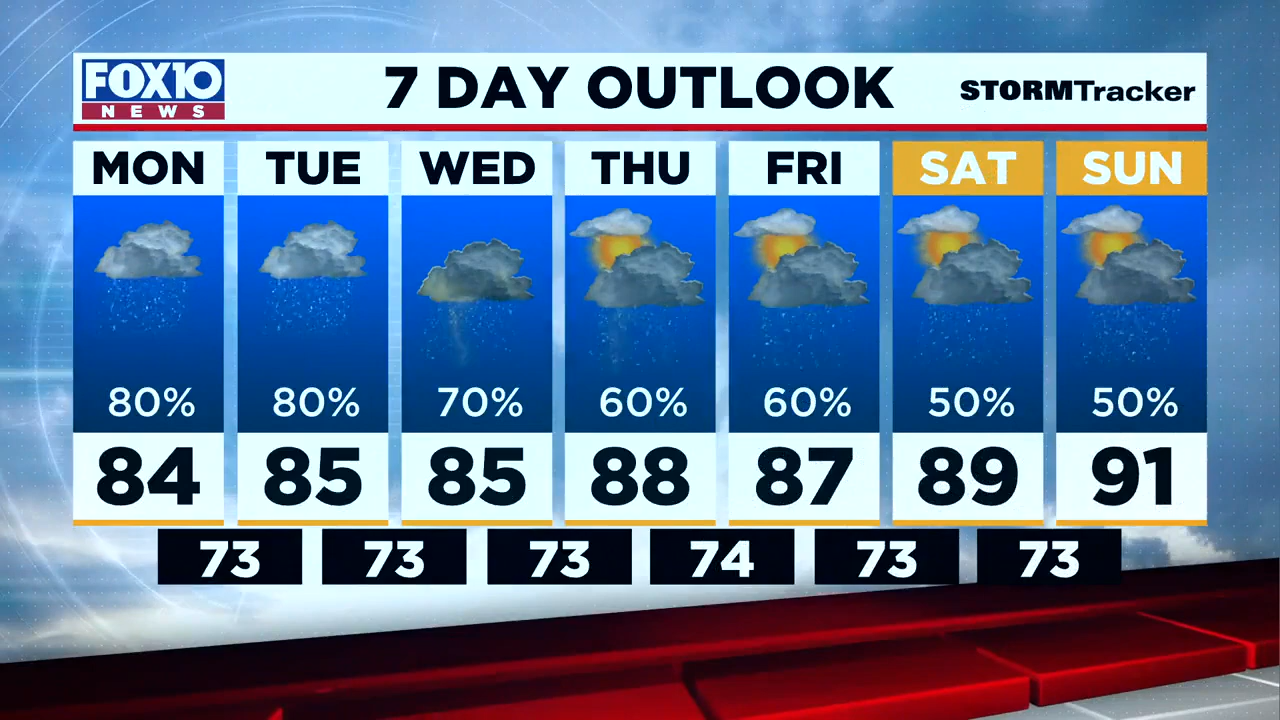 FOX10
NEWS
7 DAY OUTLOOK
STORMTracker
MON TUE WED THU FRI SAT SUN
80% 80% 70% 60% 60% 50% 50%
84 85 85 88 87 89 91
73 73 73 74 73 73